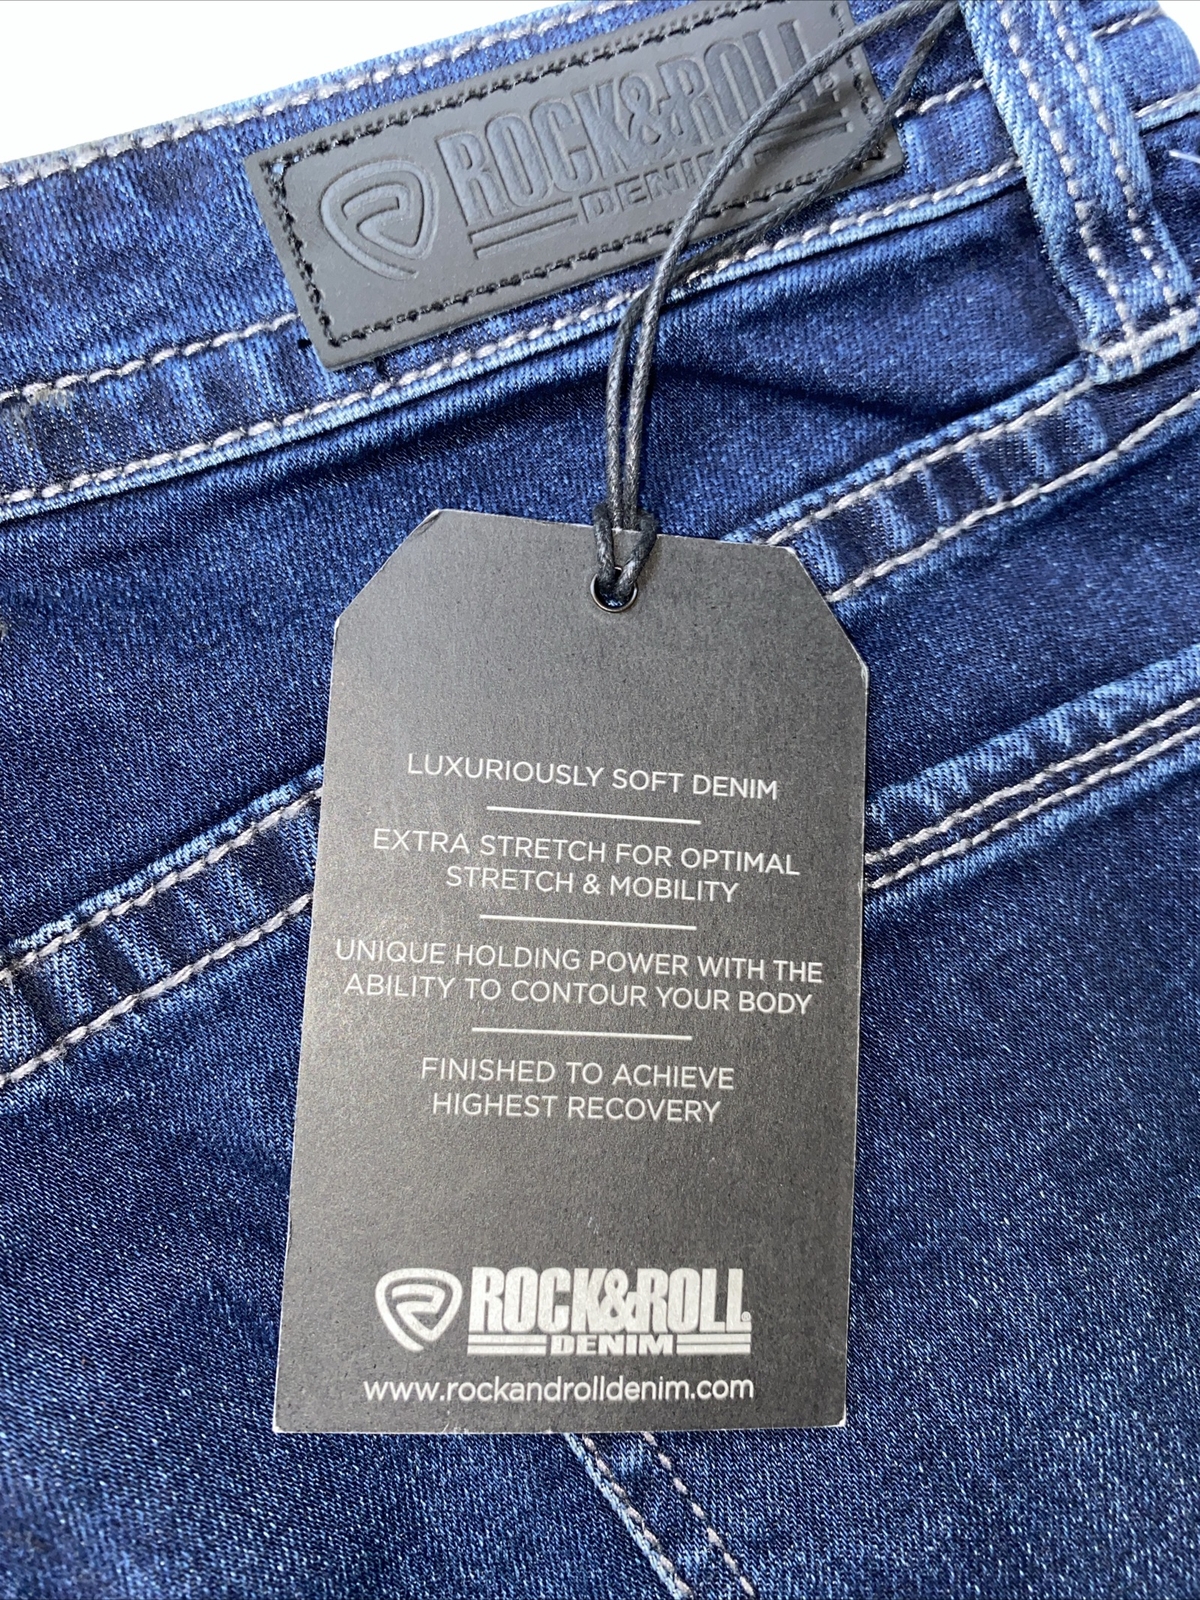 ROCK&ROLL
DENIM
LUXURIOUSLY SOFT DENIM
EXTRA STRETCH FOR OPTIMAL
STRETCH & MOBILITY
UNIQUE HOLDING POWER WITH THE
ABILITY TO CONTOUR YOUR BODY
FINISHED TO ACHIEVE
HIGHEST RECOVERY
ROCK&ROLL
DENIM
www.rockandrolldenim.com